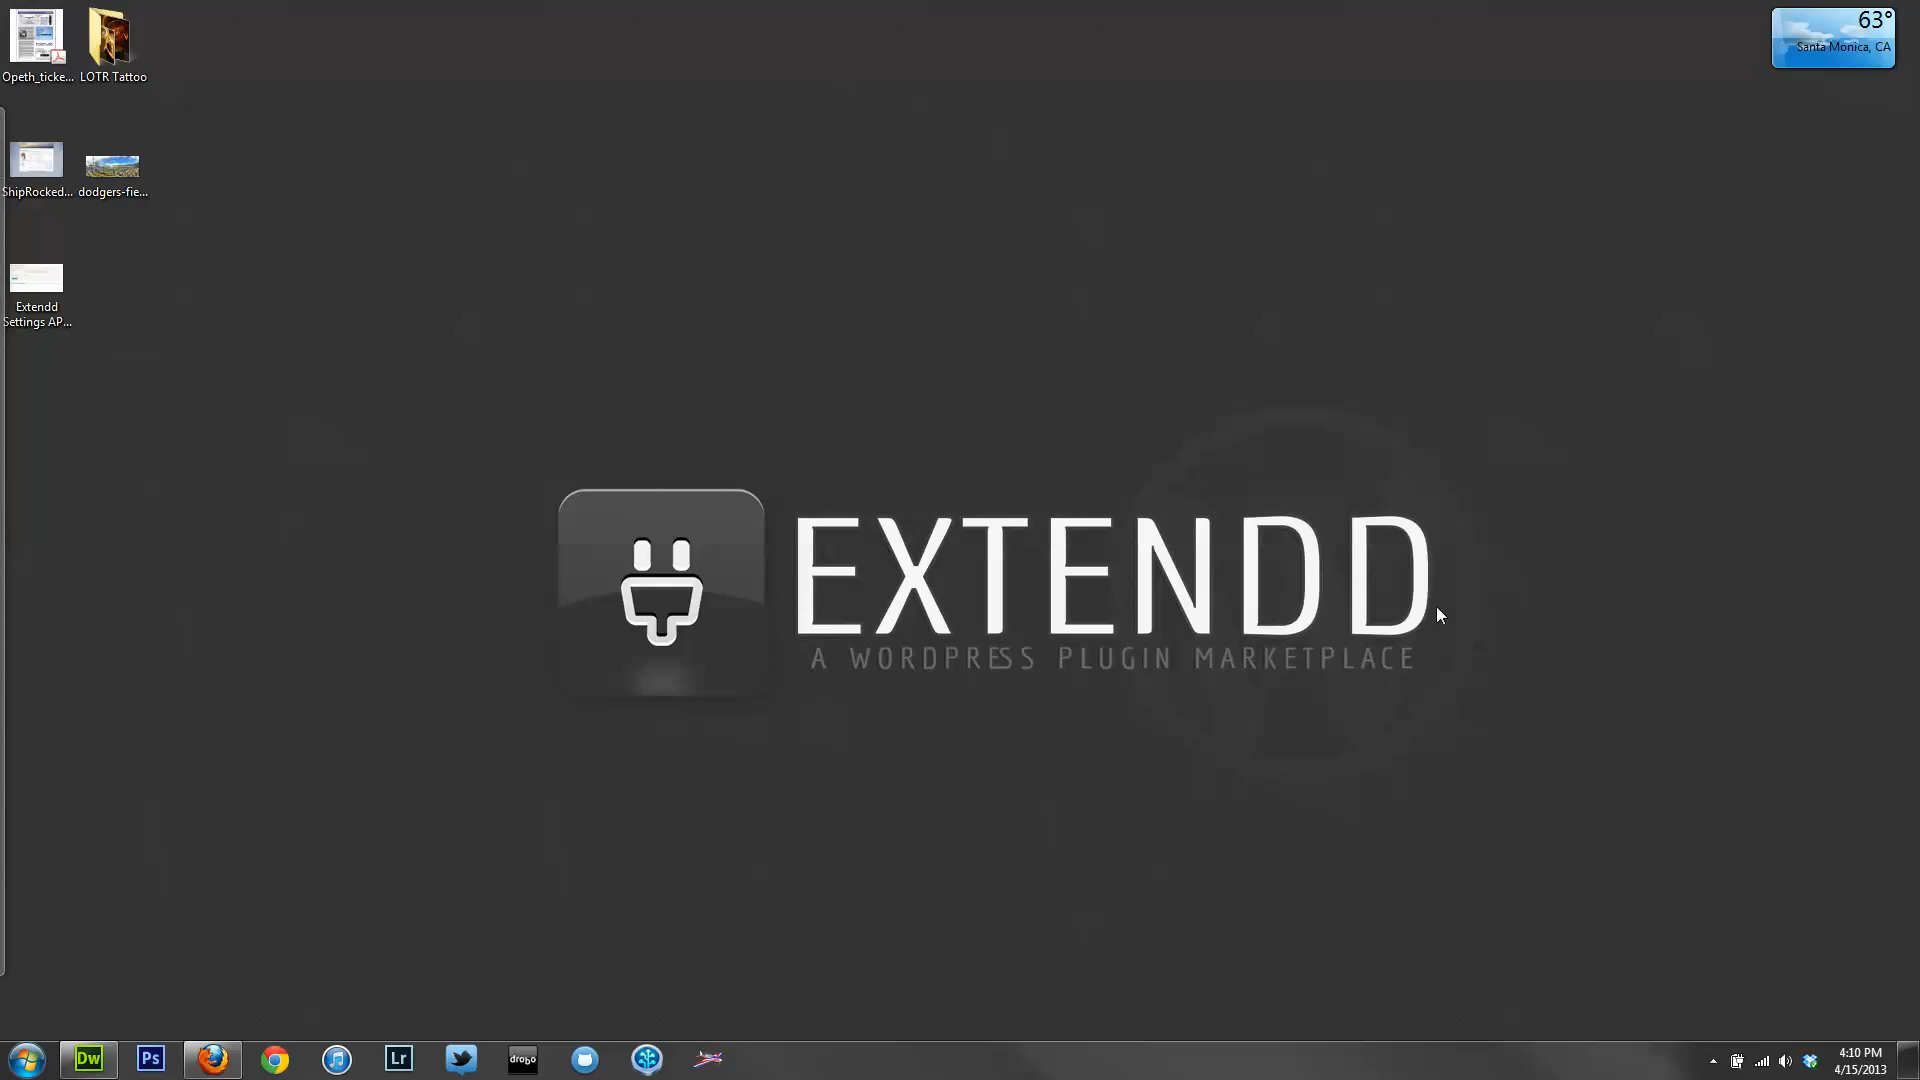 Opeth_ticke...
LOTR Tattoo
63°
Santa Monica, CA
ShipRocked...
dodgers-fie...
Extendd
Settings AP...
EXTENDD
A WORDPRESS PLUGIN MARKETPLACE
Dw
Ps
Lr
drobo
4:10 PM
4/15/2013